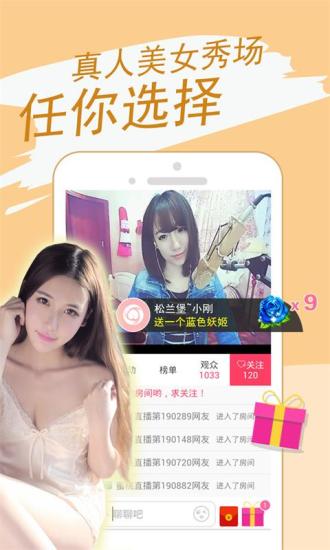 真人美女秀场
任你选择
松兰堡~小刚
送一个蓝色妖姬
x 9
动
榜单
观众
1033
♡关注
120
房间哟，求关注！
直播第190289网友 进入了房间
直播第190148网友 进入了房间
直播第190720网友 进入了房间
蜜桃直播第190882网友 进入了房间
聊聊吧
1